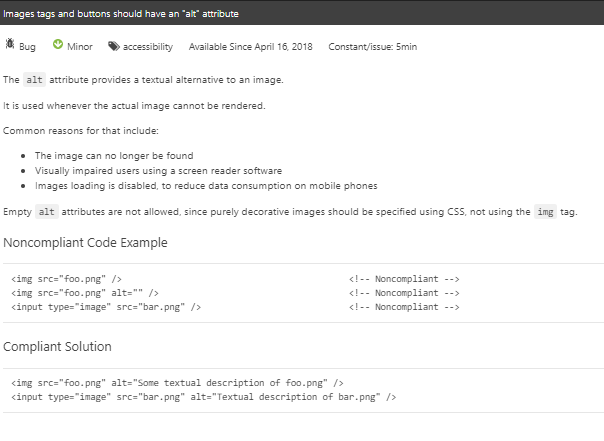 Images tags and buttons should have an "alt" attribute
Bug Minor accessibility Available Since April 16, 2018 Constant/issue: 5min
The alt attribute provides a textual alternative to an image.
It is used whenever the actual image cannot be rendered.
Common reasons for that include:
• The image can no longer be found
• Visually impaired users using a screen reader software
• Images loading is disabled, to reduce data consumption on mobile phones
Empty alt attributes are not allowed, since purely decorative images should be specified using CSS, not using the img tag.
Noncompliant Code Example
<img src="foo.png" /> <!-- Noncompliant -->
<img src="foo.png" alt="" /> <!-- Noncompliant -->
<input type="image" src="bar.png" /> <!-- Noncompliant -->
Compliant Solution
<img src="foo.png" alt="Some textual description of foo.png" />
<input type="image" src="bar.png" alt="Textual description of bar.png" />